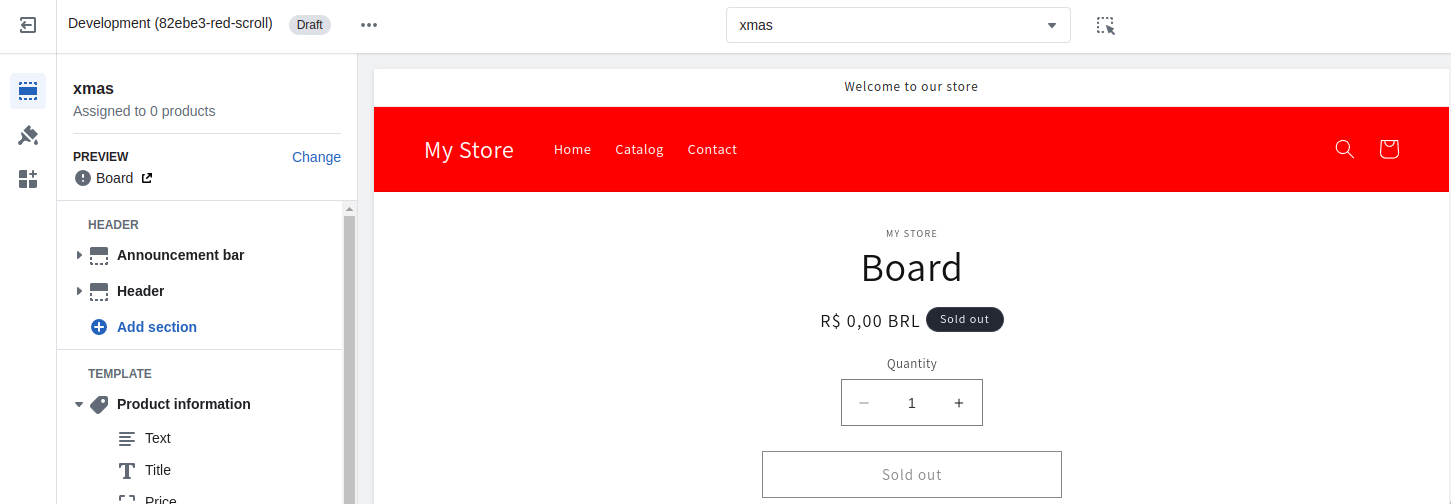 Development (82ebe3-red-scroll) Draft
xmas
xmas
Assigned to 0 products
PREVIEW Change
Board
HEADER
Announcement bar
Header
Add section
TEMPLATE
Product information
Text
Title
Price
Welcome to our store
My Store Home Catalog Contact
MY STORE
Board
R$ 0,00 BRL Sold out
Quantity
− 1 +
Sold out